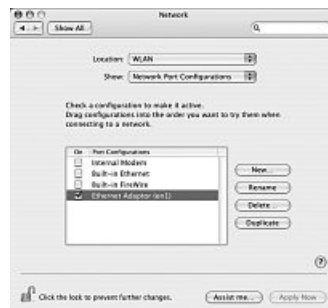 Network
Show All
Location: WLAN
Show: Network Port Configurations
Check a configuration to make it active.
Drag configurations into the order you want to try them when
connecting to a network.
On Port Configurations
Internal Modem
Built-in Ethernet
Built-in FireWire
Ethernet Adaptor (en1)
New...
Rename
Delete...
Duplicate
?
Click the lock to prevent further changes.
Assist me...
Apply Now